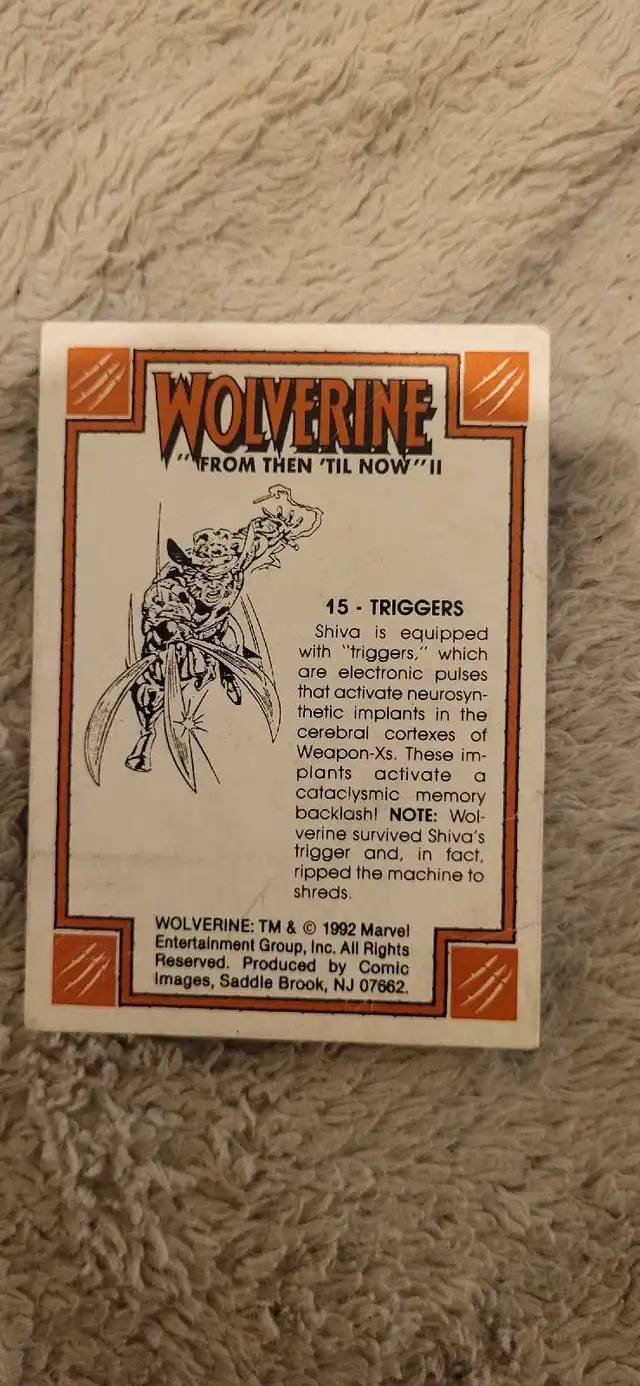 WOLVERINE
"FROM THEN 'TIL NOW" II
15 - TRIGGERS
Shiva is equipped
with "triggers," which
are electronic pulses
that activate neurosyn-
thetic implants in the
cerebral cortexes of
Weapon-Xs. These im-
plants activate a
cataclysmic memory
backlash! NOTE: Wol-
verine survived Shiva's
trigger and, in fact,
ripped the machine to
shreds.
WOLVERINE: TM & © 1992 Marvel
Entertainment Group, Inc. All Rights
Reserved. Produced by Comic
Images, Saddle Brook, NJ 07662.